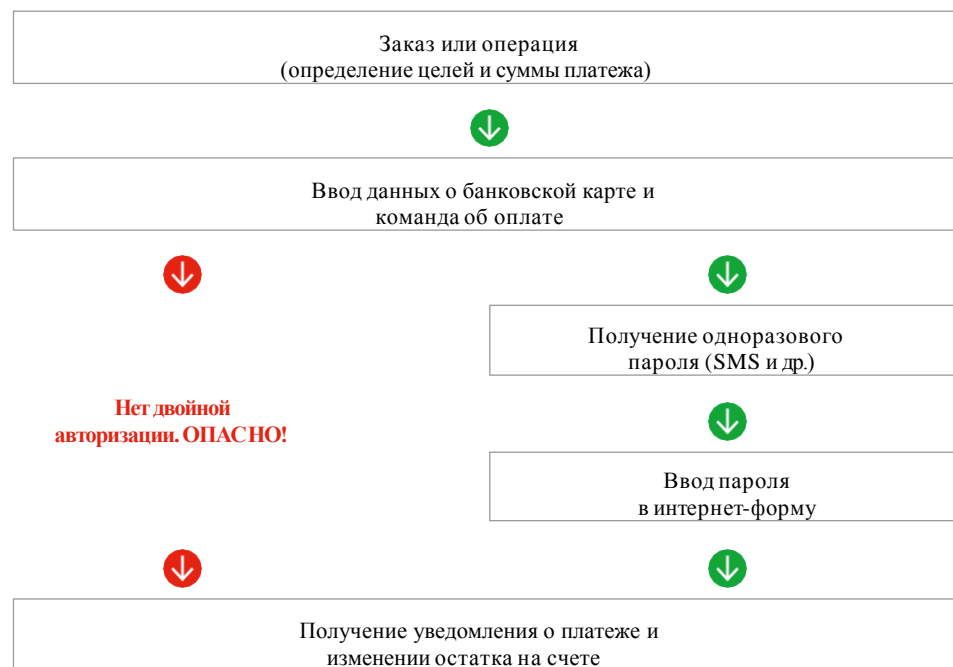 Заказ или операция
(определение целей и суммы платежа)
Ввод данных о банковской карте и
команда об оплате
Получение одноразового
пароля (SMS и др.)
Нет двойной
авторизации. ОПАСНО!
Ввод пароля
в интернет-форму
Получение уведомления о платеже и
изменении остатка на счете